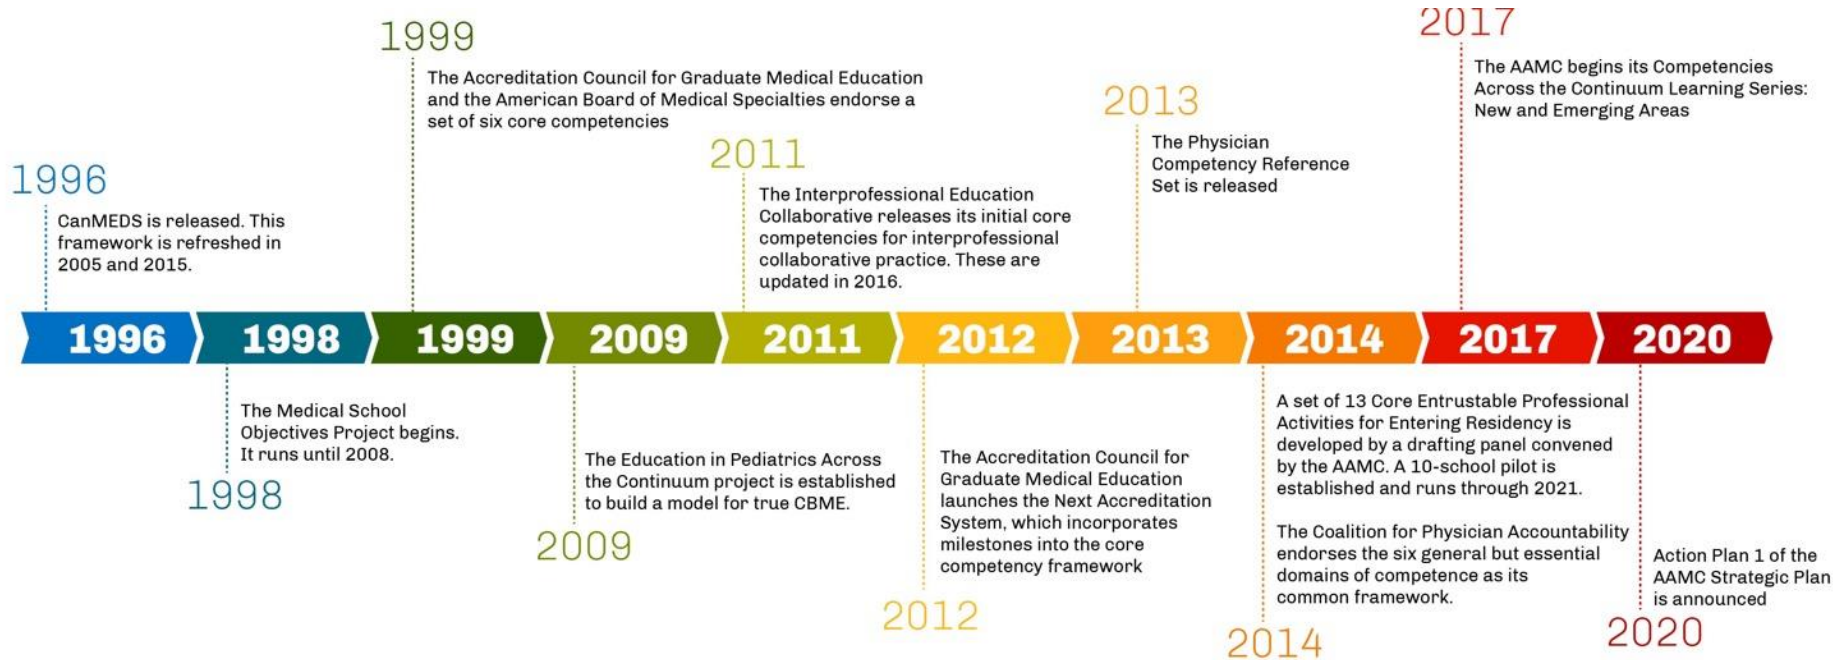 1996
CanMEDS is released. This
framework is refreshed in
2005 and 2015.
1999
The Accreditation Council for Graduate Medical Education
and the American Board of Medical Specialties endorse a
set of six core competencies
2011
The Interprofessional Education
Collaborative releases its initial core
competencies for interprofessional
collaborative practice. These are
updated in 2016.
2013
The Physician
Competency Reference
Set is released
2017
The AAMC begins its Competencies
Across the Continuum Learning Series:
New and Emerging Areas
1996 1998 1999 2009 2011 2012 2013 2014 2017 2020
The Medical School
Objectives Project begins.
It runs until 2008.
1998
The Education in Pediatrics Across
the Continuum project is established
to build a model for true CBME.
2009
The Accreditation Council for
Graduate Medical Education
launches the Next Accreditation
System, which incorporates
milestones into the core
competency framework
2012
A set of 13 Core Entrustable Professional
Activities for Entering Residency is
developed by a drafting panel convened
by the AAMC. A 10-school pilot is
established and runs through 2021.
The Coalition for Physician Accountability
endorses the six general but essential
domains of competence as its
common framework.
2014
Action Plan 1 of the
AAMC Strategic Plan
is announced
2020